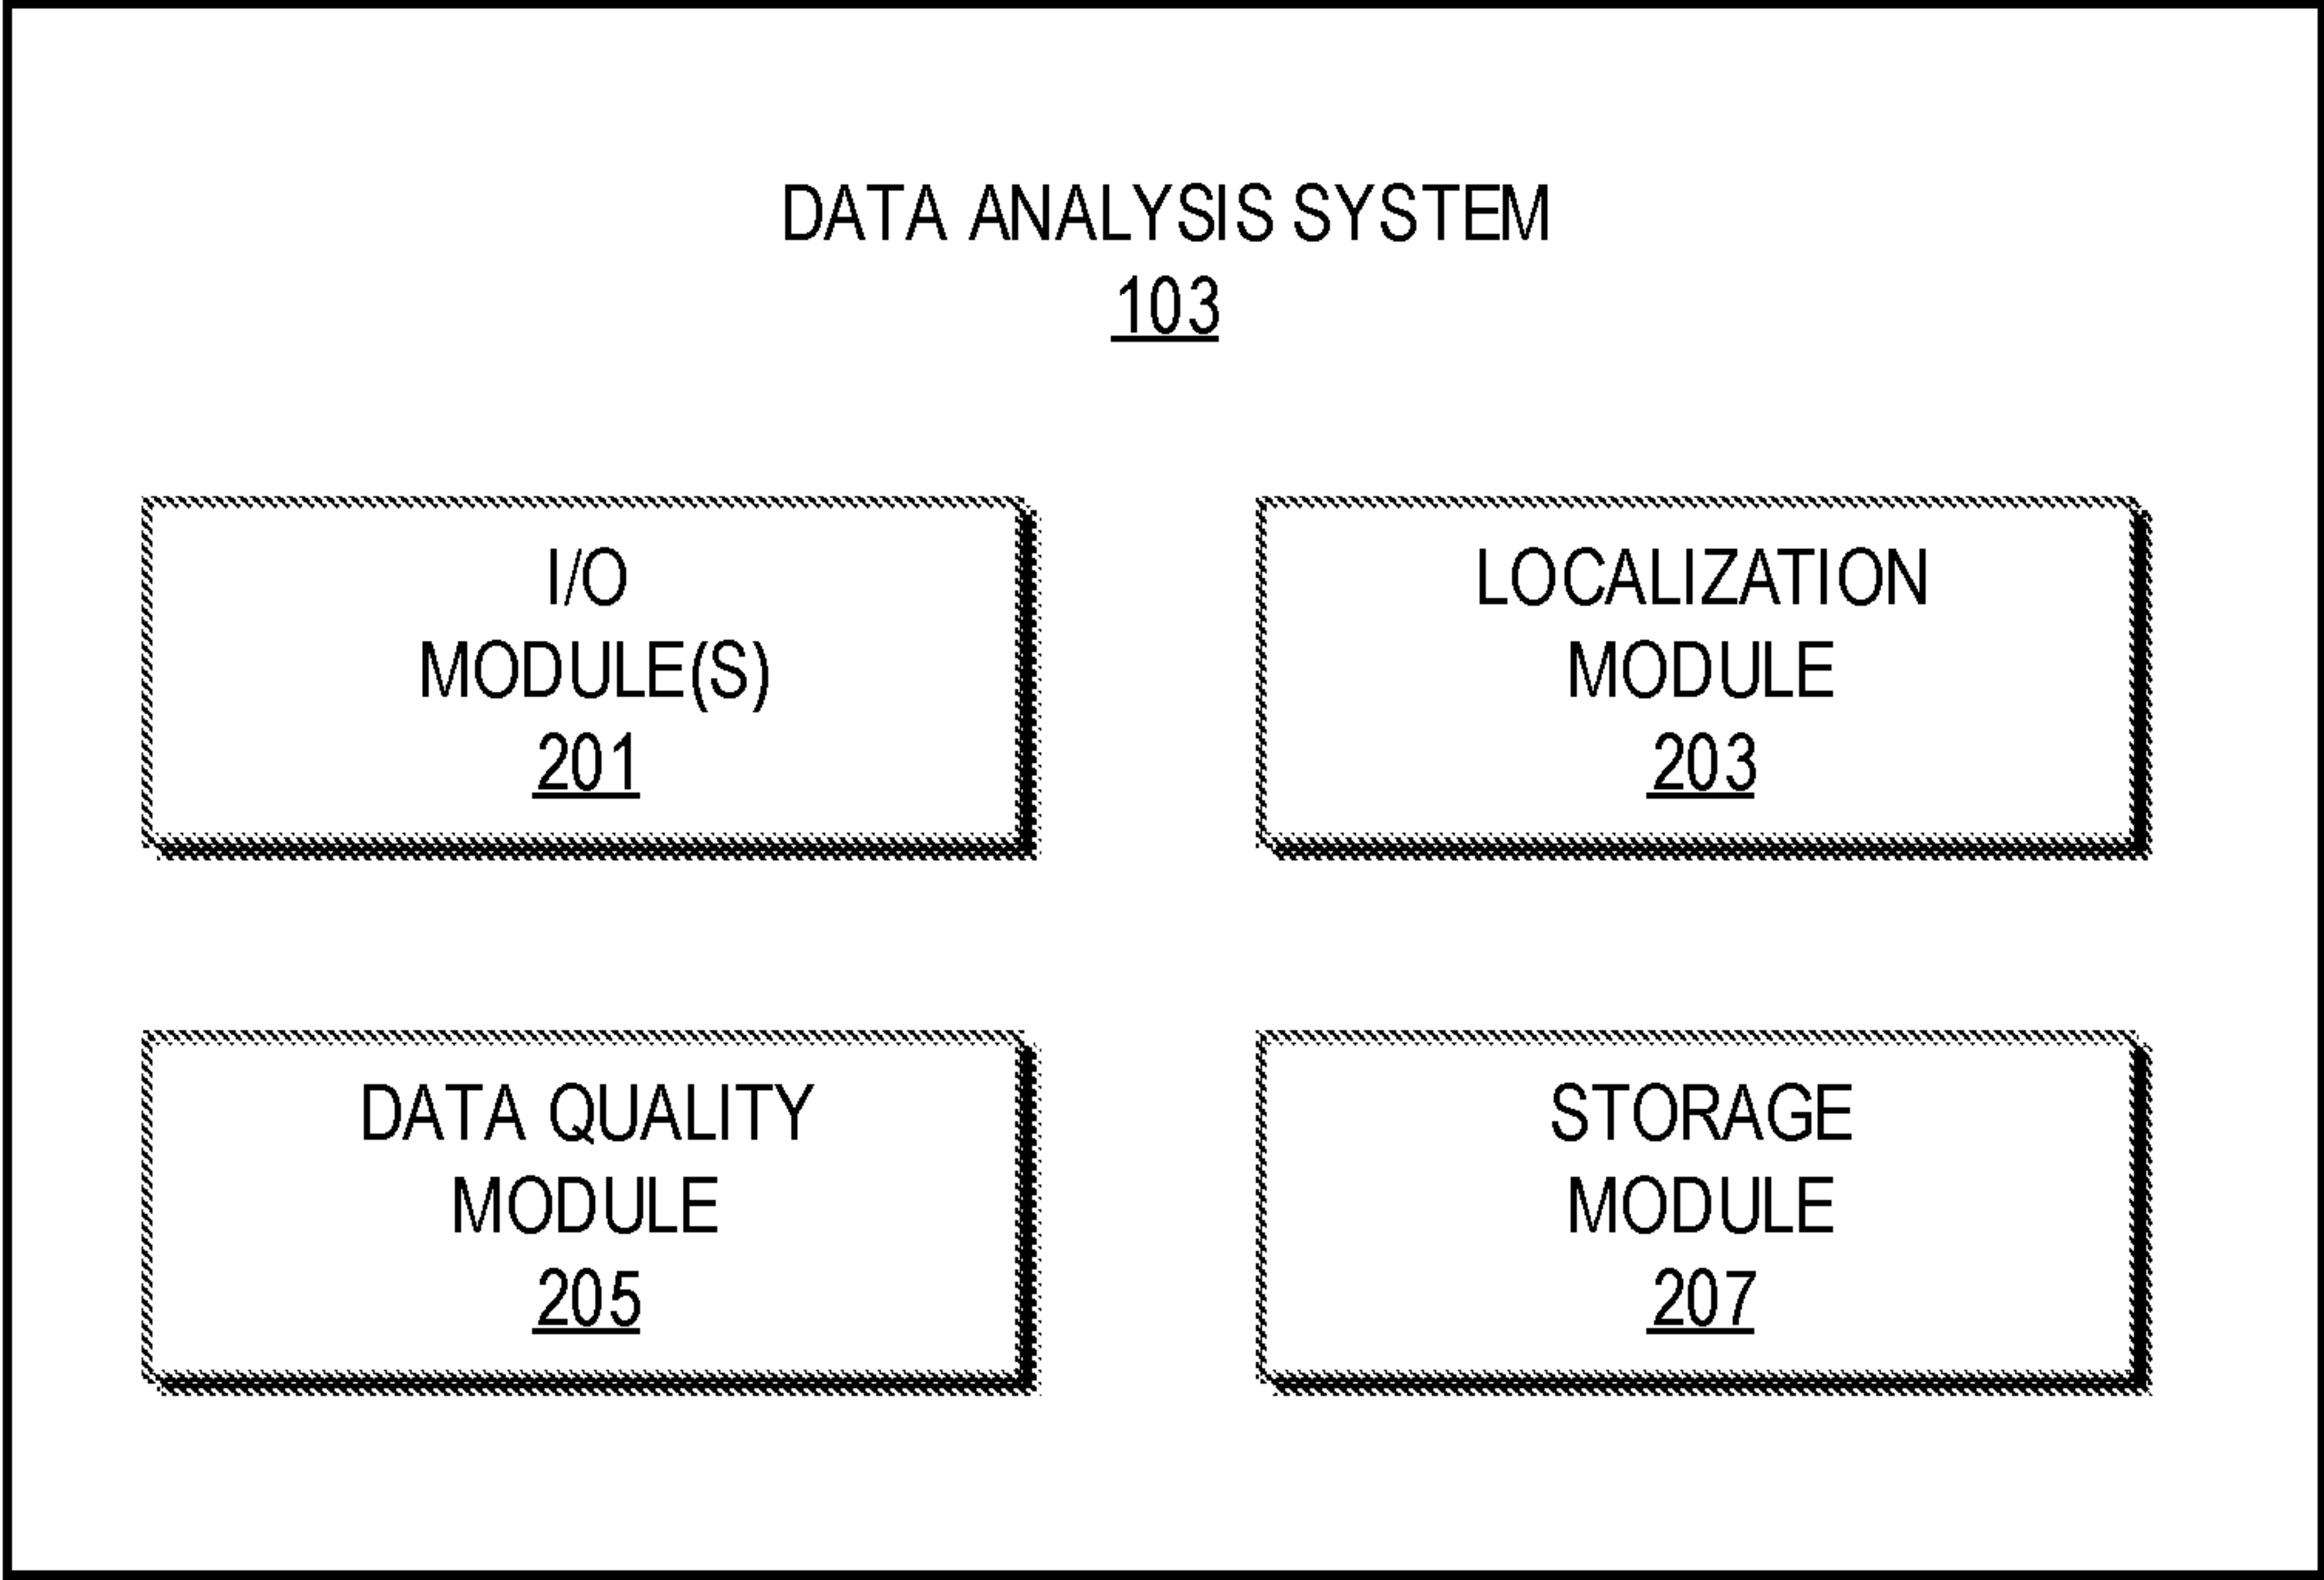 DATA ANALYSIS SYSTEM
103
I/O
MODULE(S)
201
LOCALIZATION
MODULE
203
DATA QUALITY
MODULE
205
STORAGE
MODULE
207